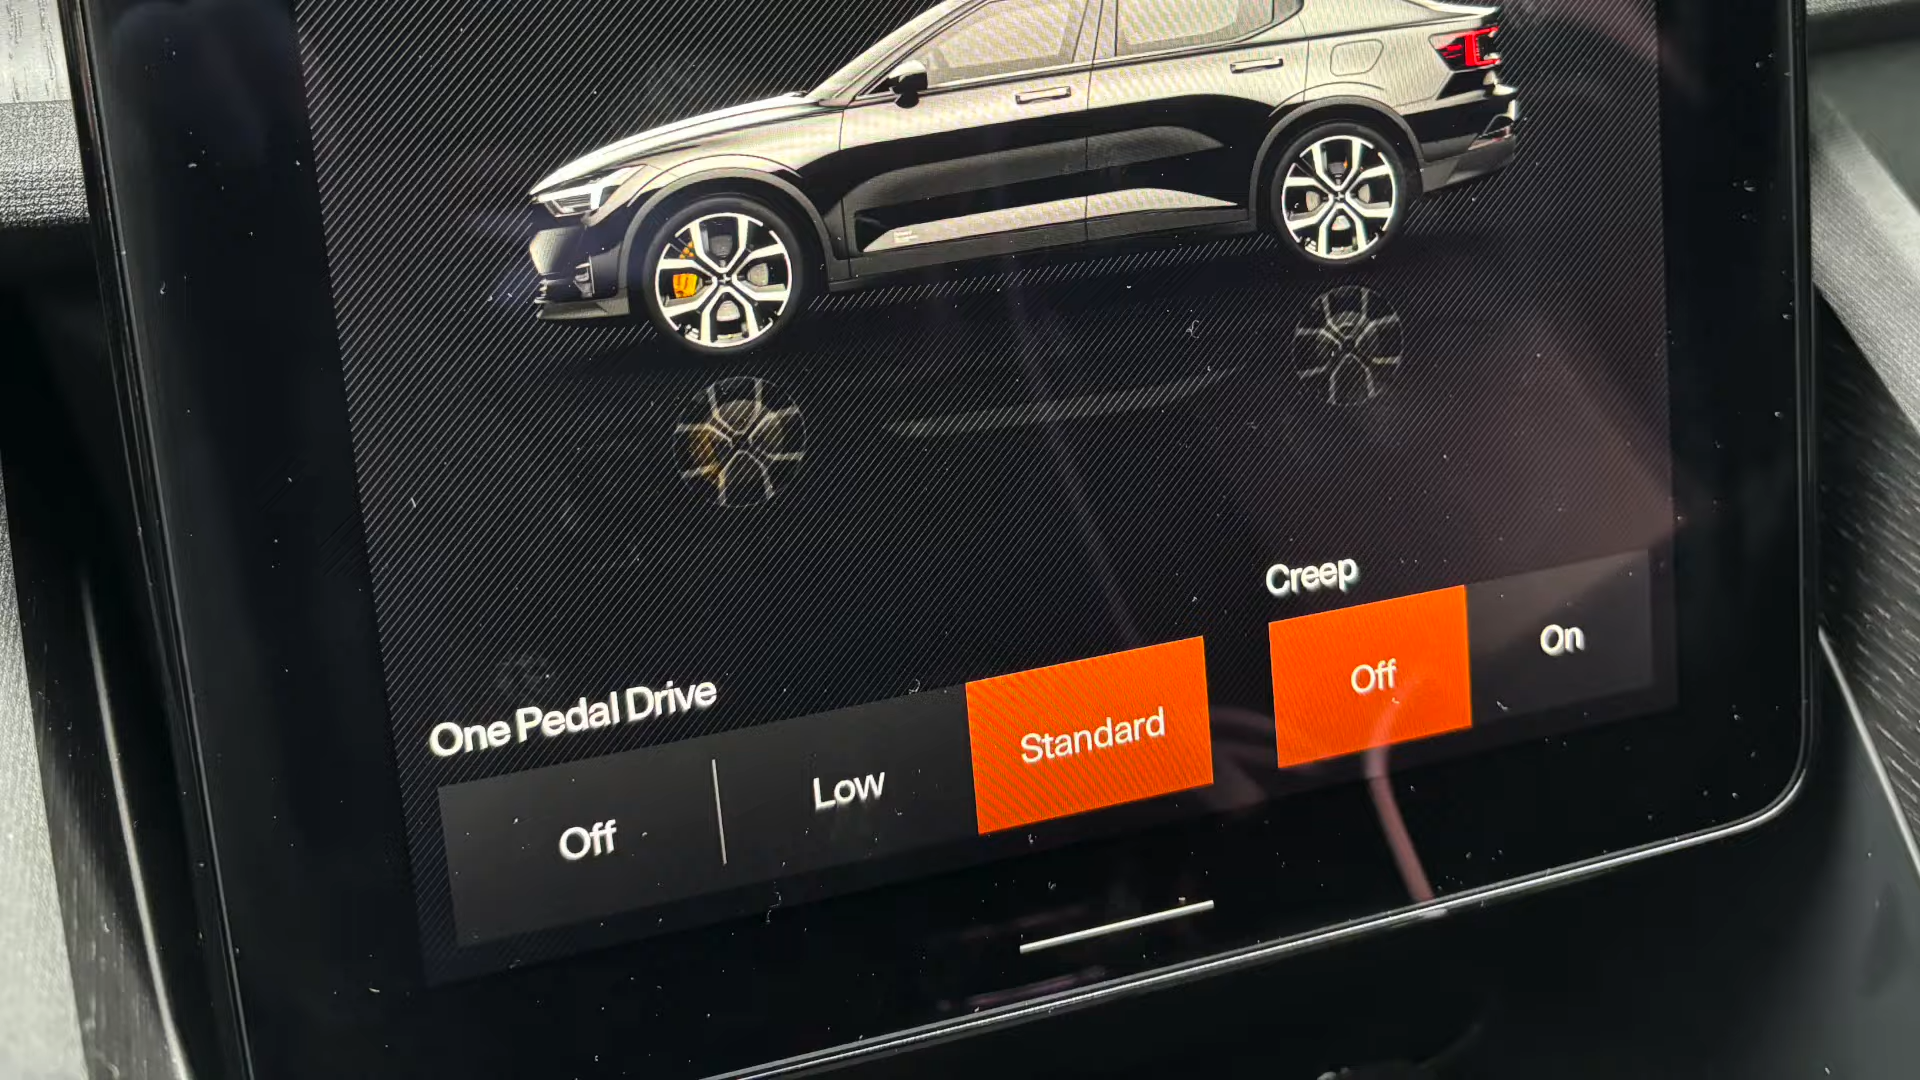 Creep
Off
On
One Pedal Drive
Off
Low
Standard